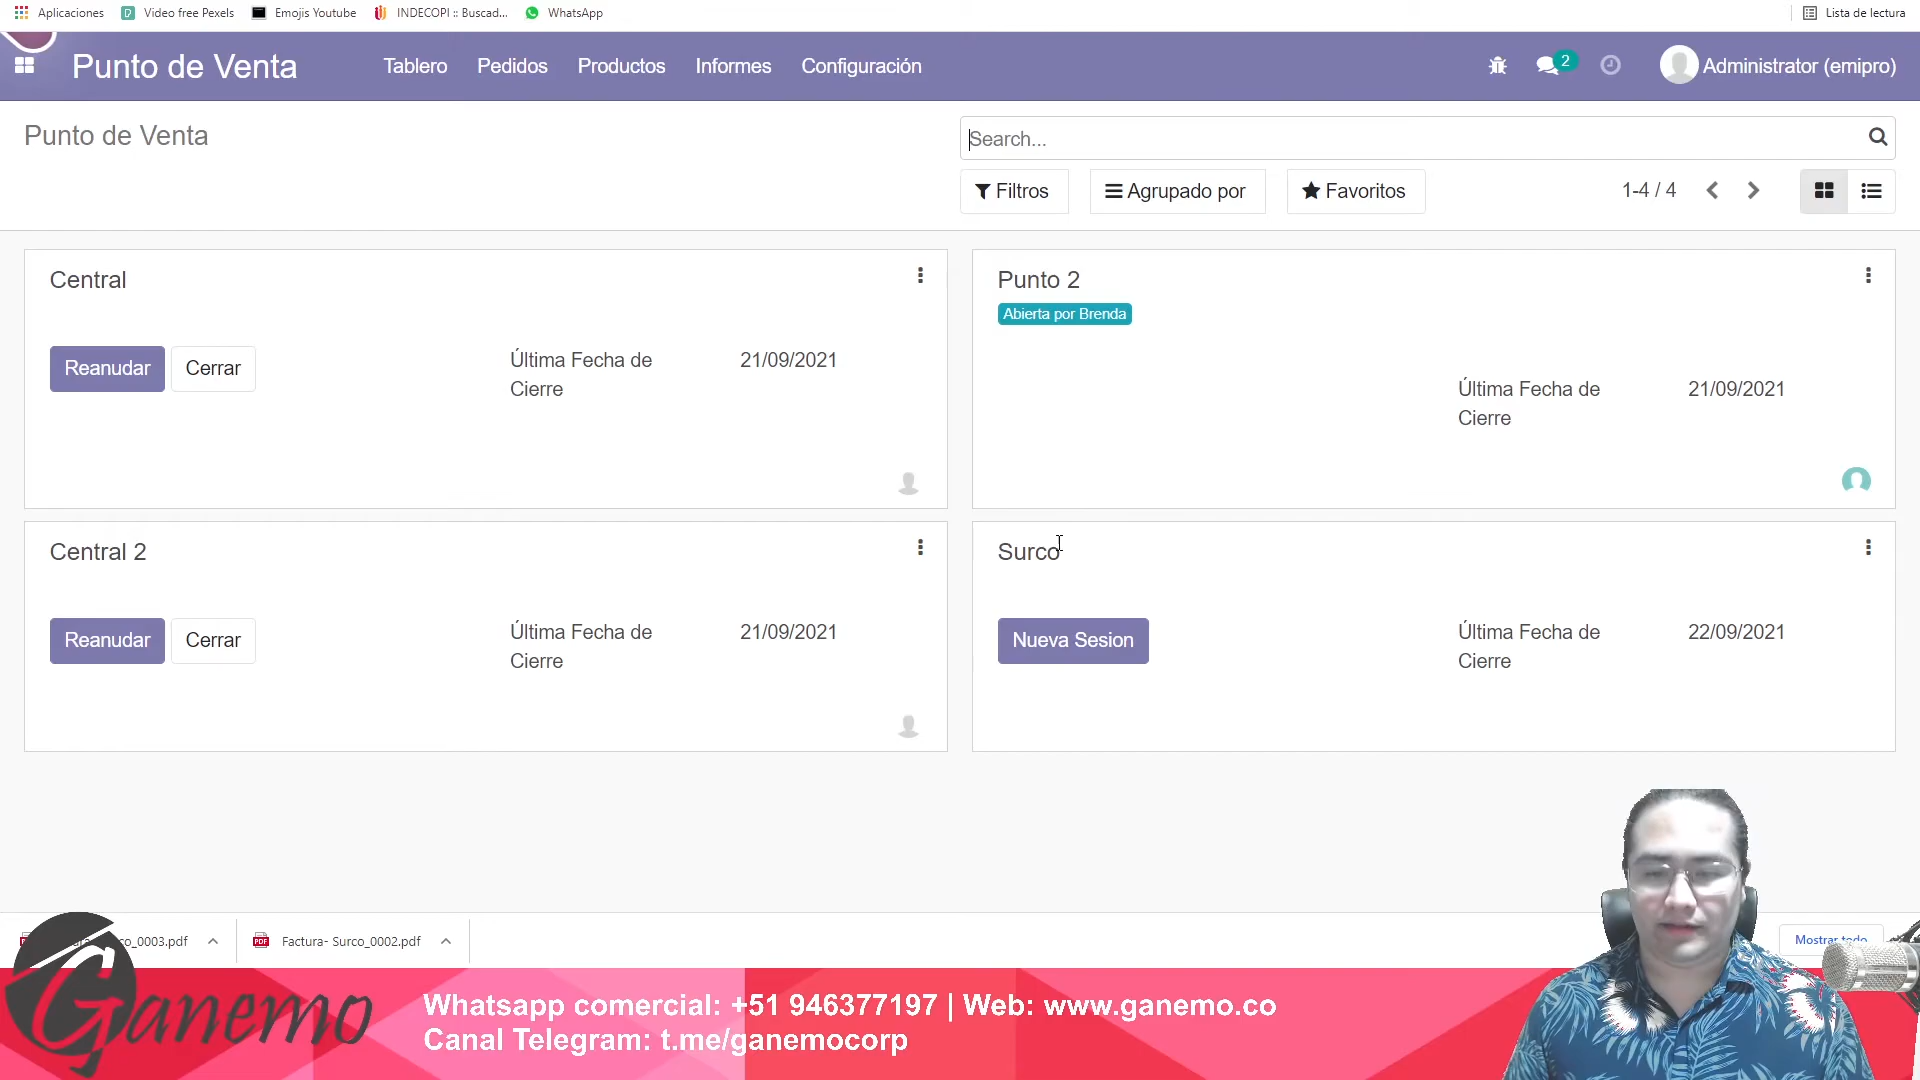 Aplicaciones
Video free Pexels
Emojis Youtube
INDECOPI :: Buscad...
WhatsApp
Lista de lectura
Punto de Venta
Tablero
Pedidos
Productos
Informes
Configuración
2
Administrator (emipro)
Punto de Venta
Search...
Filtros
Agrupado por
Favoritos
1-4 / 4
Central
Reanudar
Cerrar
Última Fecha de
Cierre
21/09/2021
Punto 2
Abierta por Brenda
Última Fecha de
Cierre
21/09/2021
Central 2
Reanudar
Cerrar
Última Fecha de
Cierre
21/09/2021
Surco
Nueva Sesion
Última Fecha de
Cierre
22/09/2021
co_0003.pdf
PDF
Factura- Surco_0002.pdf
Mostrar todo
Ganemo
Whatsapp comercial: +51 946377197 | Web: www.ganemo.co
Canal Telegram: t.me/ganemocorp